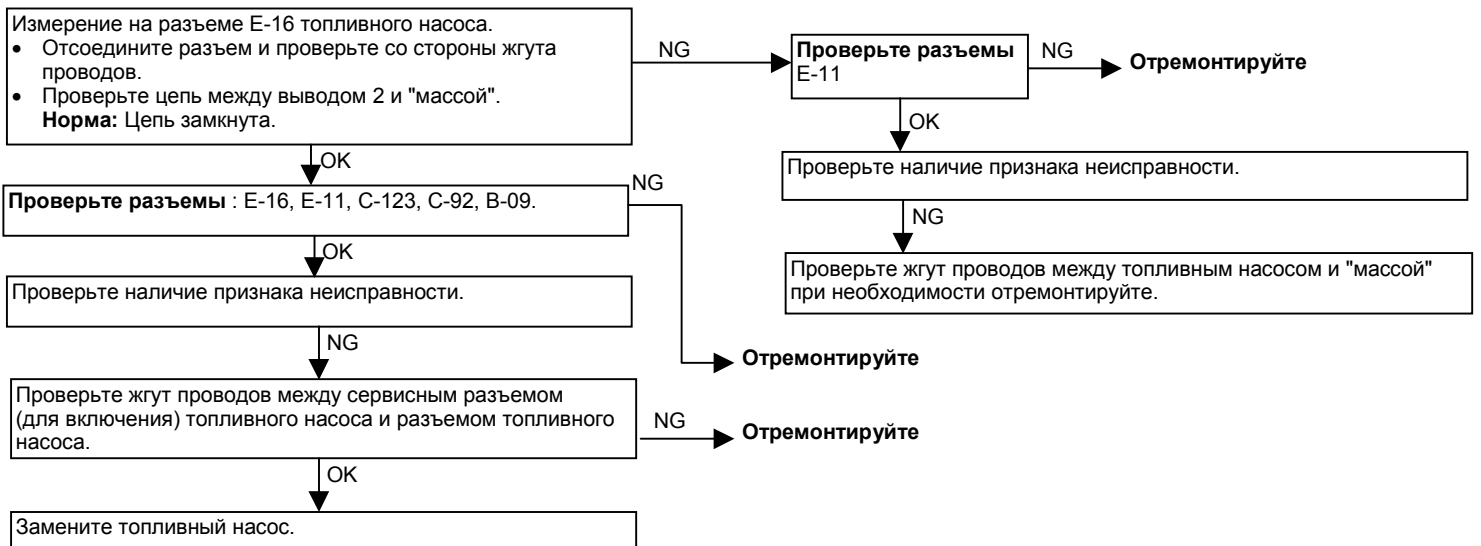 Измерение на разъеме E-16 топливного насоса.
• Отсоедините разъем и проверьте со стороны жгута
проводов.
• Проверьте цепь между выводом 2 и "массой".
Норма: Цепь замкнута.
NG
Проверьте разъемы
E-11
NG
Отремонтируйте
OK
Проверьте наличие признака неисправности.
NG
Проверьте жгут проводов между топливным насосом и "массой"
при необходимости отремонтируйте.
OK
Проверьте разъемы : E-16, E-11, C-123, C-92, B-09.
NG
Отремонтируйте
OK
Проверьте наличие признака неисправности.
NG
Проверьте жгут проводов между сервисным разъемом
(для включения) топливного насоса и разъемом топливного
насоса.
NG
Отремонтируйте
OK
Замените топливный насос.